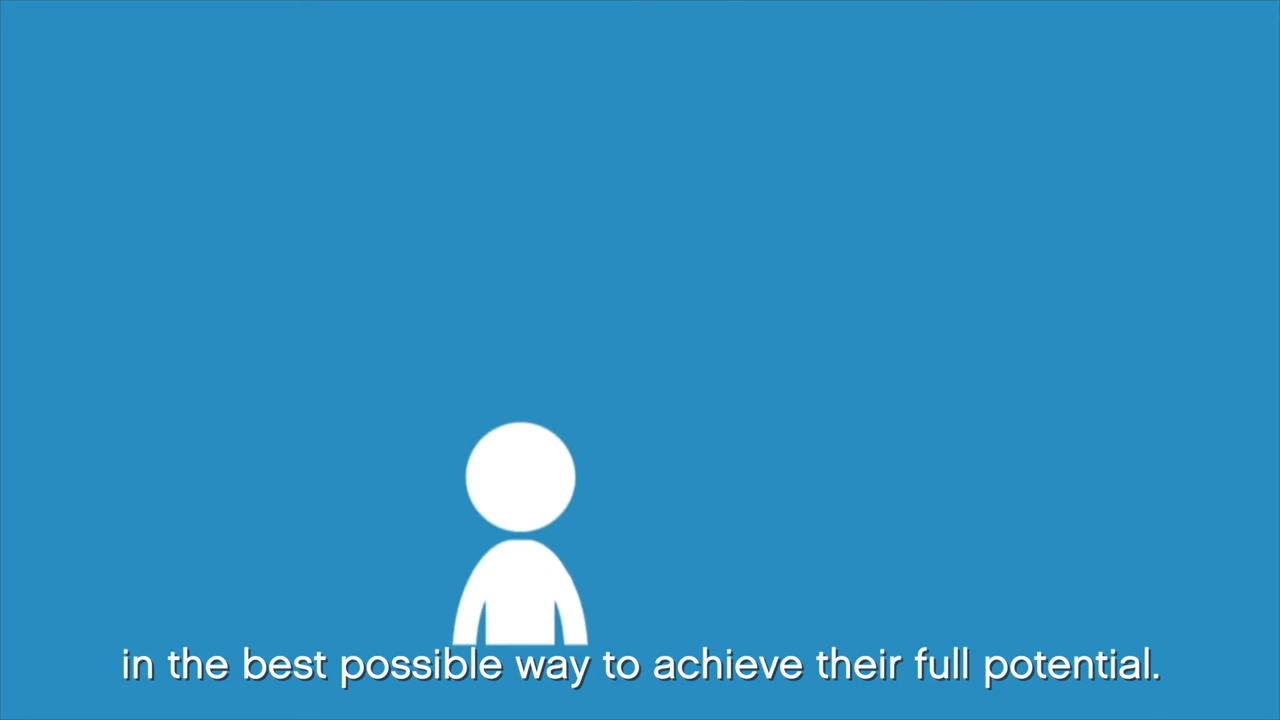 in the best possible way to achieve their full potential.